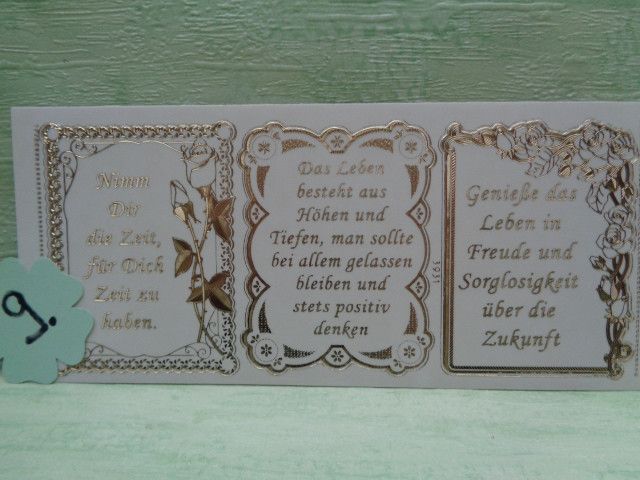 Nimm
Dir
die Zeit,
für Dich
Zeit zu
haben.
Das Leben
besteht aus
Höhen und
Tiefen, man sollte
bei allem gelassen
bleiben und
stets positiv
denken
3931
Genieße das
Leben in
Freude und
Sorglosigkeit
über die
Zukunft
9.